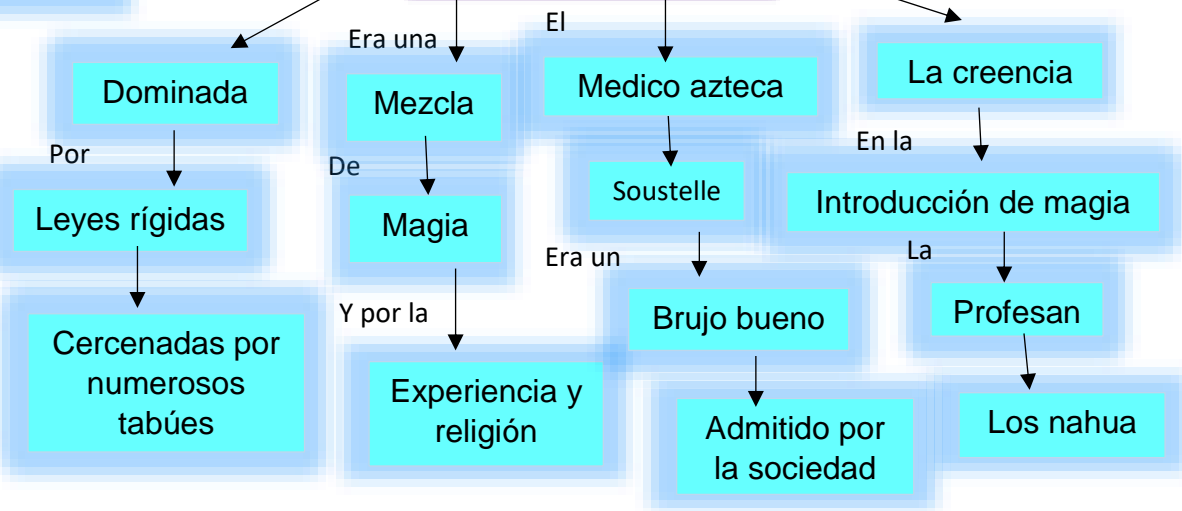 Dominada
Por
Leyes rígidas
Cercenadas por
numerosos
tabúes
Era una
Mezcla
De
Magia
Y por la
Experiencia y
religión
El
Medico azteca
Soustelle
Era un
Brujo bueno
Admitido por
la sociedad
La creencia
En la
Introducción de magia
La
Profesan
Los nahua